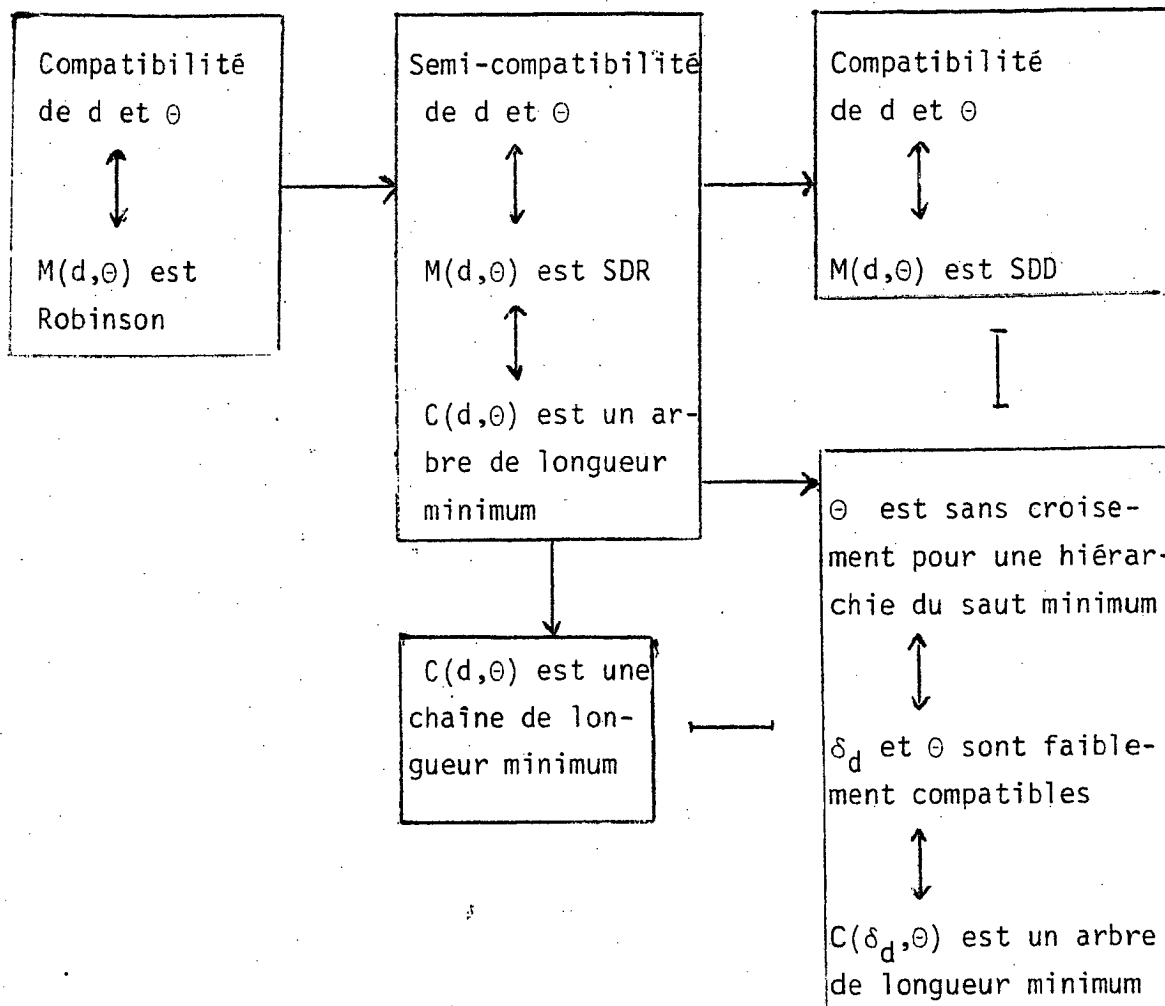 Compatibilité
de d et Θ
M(d,Θ) est
Robinson
Semi-compatibilité
de d et Θ
M(d,Θ) est SDR
C(d,Θ) est un ar-
bre de longueur
minimum
C(d,Θ) est une
chaîne de lon-
gueur minimum
Compatibilité
de d et Θ
M(d,Θ) est SDD
Θ est sans croise-
ment pour une hiérar-
chie du saut minimum
δd et Θ sont faible-
ment compatibles
C(δd,Θ) est un arbre
de longueur minimum